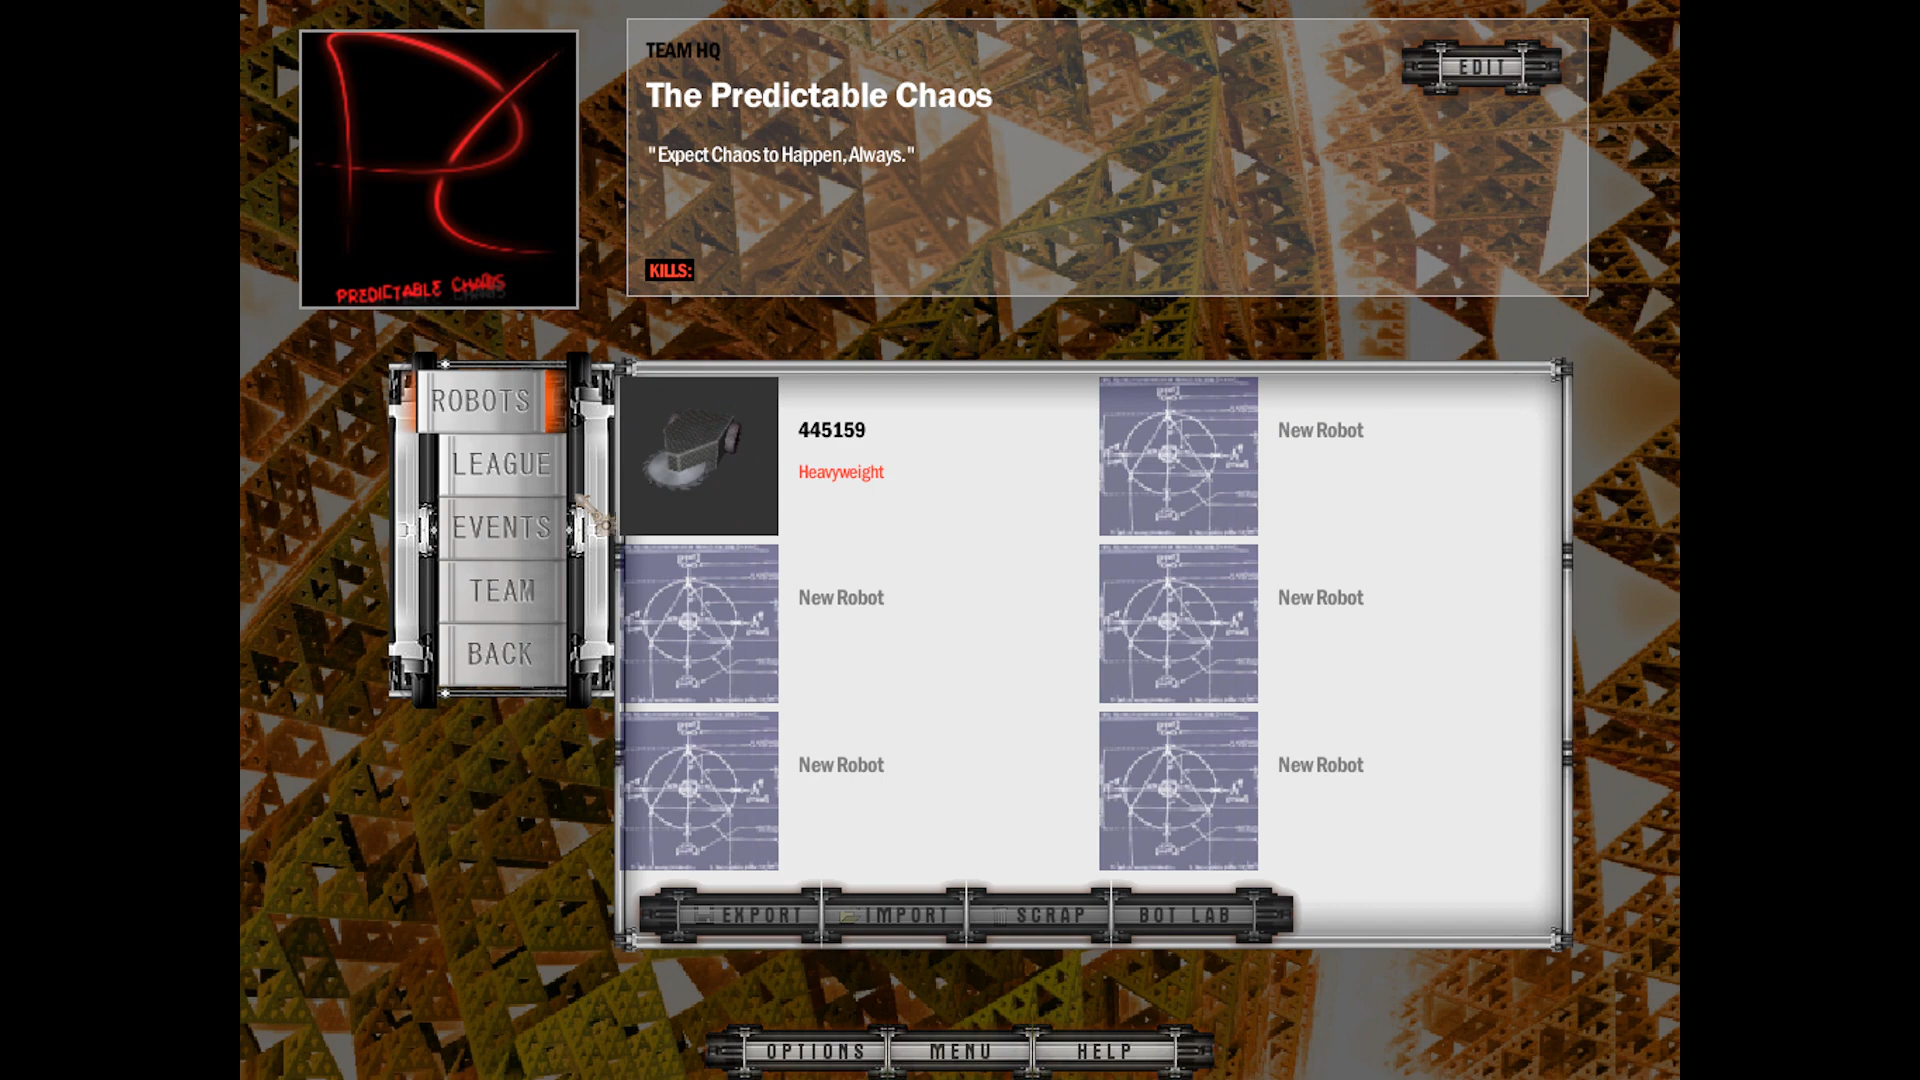 PREDICTABLE CHAOS
TEAM HQ
EDIT
The Predictable Chaos
"Expect Chaos to Happen, Always."
KILLS:
ROBOTS
LEAGUE
EVENTS
TEAM
BACK
445159
Heavyweight
New Robot
New Robot
New Robot
New Robot
New Robot
EXPORT
IMPORT
SCRAP
BOT LAB
OPTIONS
MENU
HELP